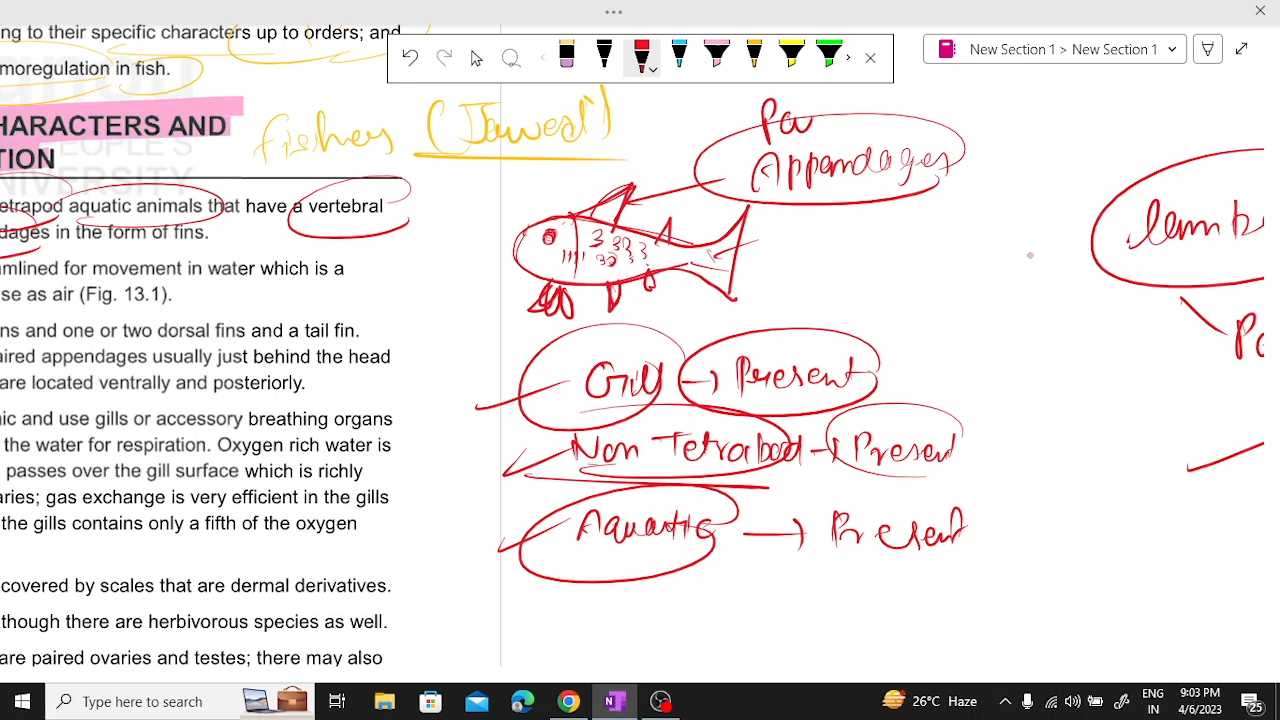 New Section 1 > New Section 1
ng to their specific characters up to orders; and
moregulation in fish.
HARACTERS AND
TION
PEOPLE'S
NIVERSITY
Fishes (Jawed)
Appendages
etrapod aquatic animals that have a vertebral
dages in the form of fins.
mlined for movement in water which is a
se as air (Fig. 13.1).
ns and one or two dorsal fins and a tail fin.
aired appendages usually just behind the head
are located ventrally and posteriorly.
nic and use gills or accessory breathing organs
the water for respiration. Oxygen rich water is
passes over the gill surface which is richly
aries; gas exchange is very efficient in the gills
the gills contains only a fifth of the oxygen
covered by scales that are dermal derivatives.
though there are herbivorous species as well.
are paired ovaries and testes; there may also
Gill → Present
Non Tetrapod → Present
Aquatic → Present
Type here to search
26°C Haze
ENG
IN
9:03 PM
4/6/2023
25